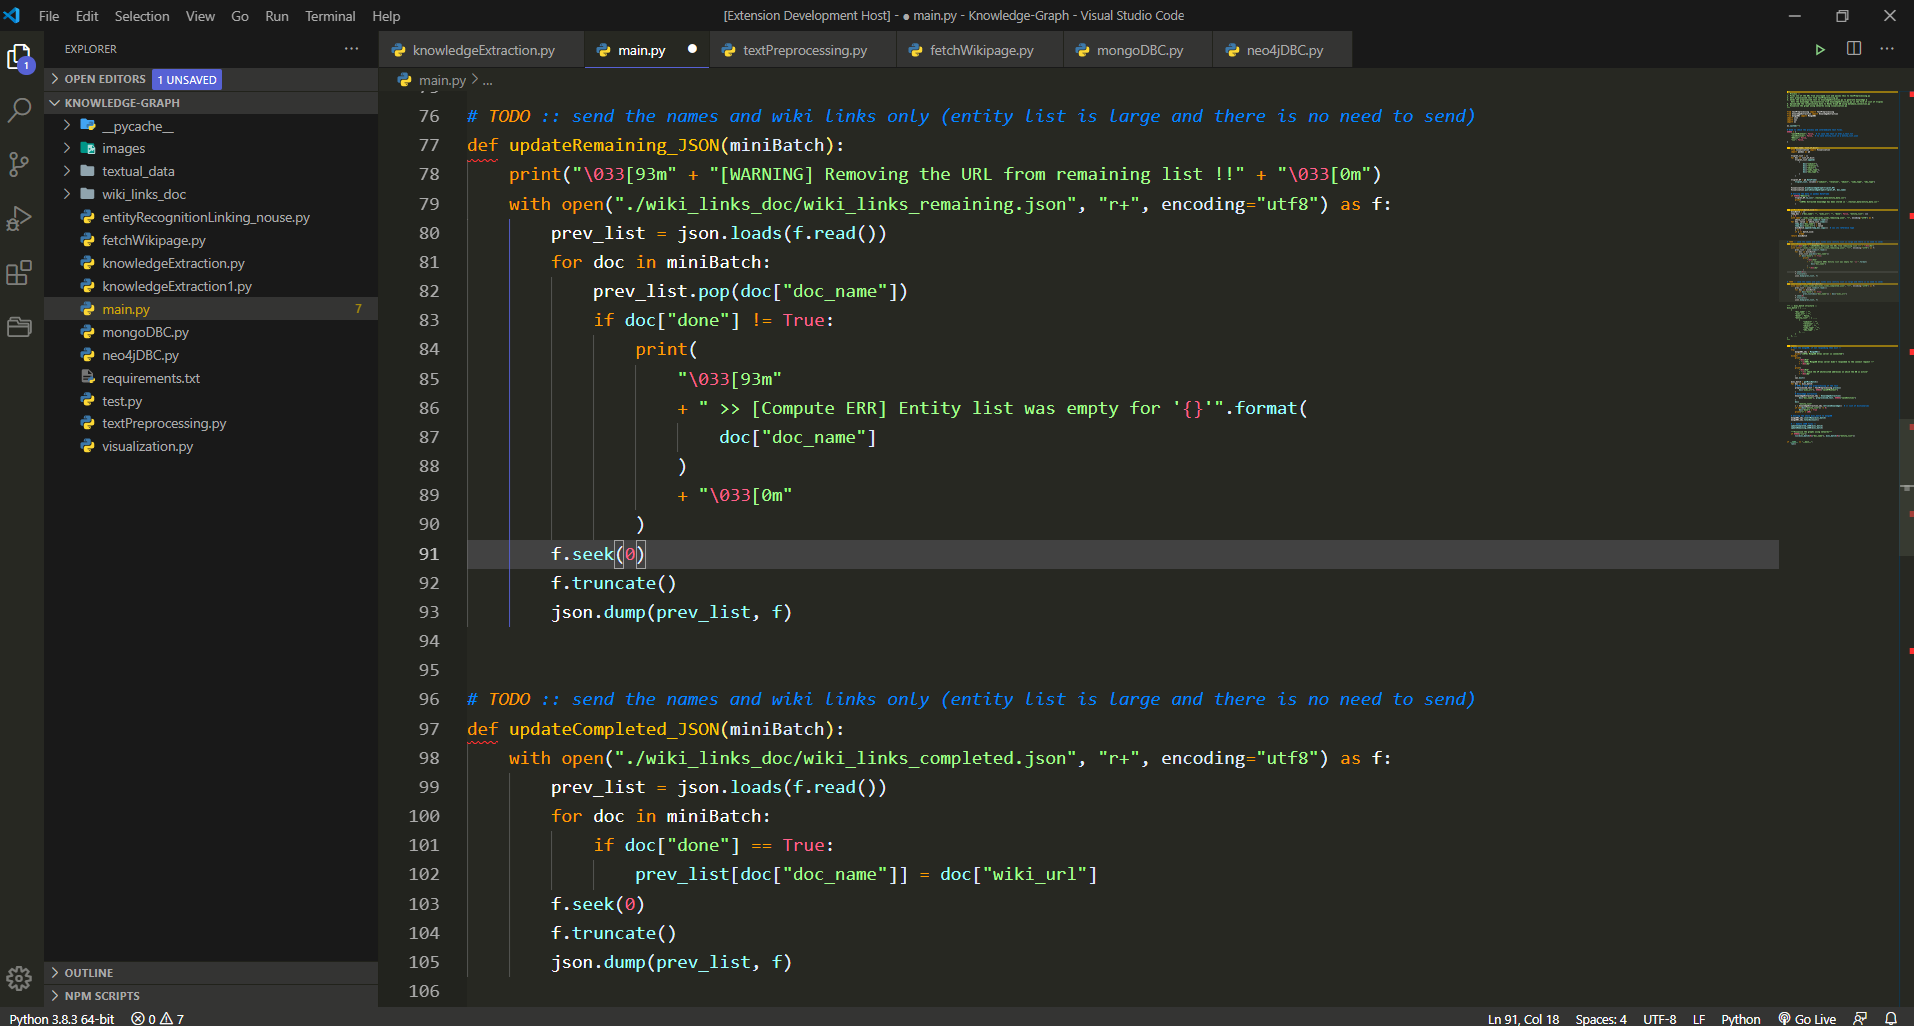 File Edit Selection View Go Run Terminal Help
[Extension Development Host] - ● main.py - Knowledge-Graph - Visual Studio Code
EXPLORER
OPEN EDITORS 1 UNSAVED
KNOWLEDGE-GRAPH
__pycache__
images
textual_data
wiki_links_doc
entityRecognitionLinking_nouse.py
fetchWikipage.py
knowledgeExtraction.py
knowledgeExtraction1.py
main.py 7
mongoDBC.py
neo4jDBC.py
requirements.txt
test.py
textPreprocessing.py
visualization.py
OUTLINE
NPM SCRIPTS
1
knowledgeExtraction.py main.py ● textPreprocessing.py fetchWikipage.py mongoDBC.py neo4jDBC.py
main.py > ...
76 # TODO :: send the names and wiki links only (entity list is large and there is no need to send)
77 def updateRemaining_JSON(miniBatch):
78     print("\033[93m" + "[WARNING] Removing the URL from remaining list !!" + "\033[0m")
79     with open("./wiki_links_doc/wiki_links_remaining.json", "r+", encoding="utf8") as f:
80         prev_list = json.loads(f.read())
81         for doc in miniBatch:
82             prev_list.pop(doc["doc_name"])
83             if doc["done"] != True:
84                 print(
85                     "\033[93m"
86                     + " >> [Compute ERR] Entity list was empty for '{}'".format(
87                         doc["doc_name"]
88                     )
89                     + "\033[0m"
90                 )
91         f.seek(0)
92         f.truncate()
93         json.dump(prev_list, f)
94
95
96 # TODO :: send the names and wiki links only (entity list is large and there is no need to send)
97 def updateCompleted_JSON(miniBatch):
98     with open("./wiki_links_doc/wiki_links_completed.json", "r+", encoding="utf8") as f:
99         prev_list = json.loads(f.read())
100         for doc in miniBatch:
101             if doc["done"] == True:
102                 prev_list[doc["doc_name"]] = doc["wiki_url"]
103         f.seek(0)
104         f.truncate()
105         json.dump(prev_list, f)
106
Python 3.8.3 64-bit 0 7
Ln 91, Col 18 Spaces: 4 UTF-8 LF Python Go Live